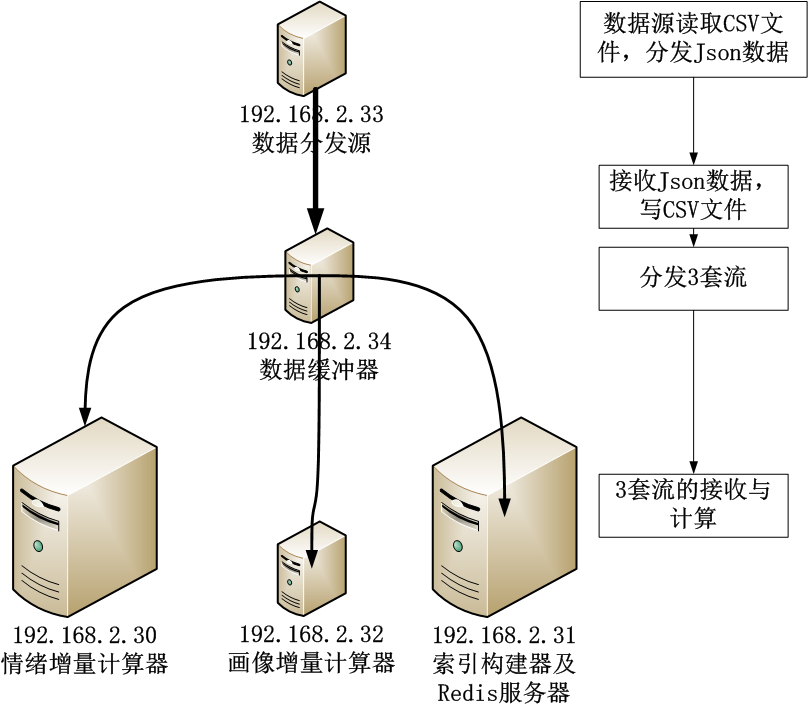 192.168.2.33
数据分发源
192.168.2.34
数据缓冲器
192.168.2.30
情绪增量计算器
192.168.2.32
画像增量计算器
192.168.2.31
索引构建器及
Redis服务器
数据源读取CSV文
件，分发Json数据
接收Json数据，
写CSV文件
分发3套流
3套流的接收与
计算